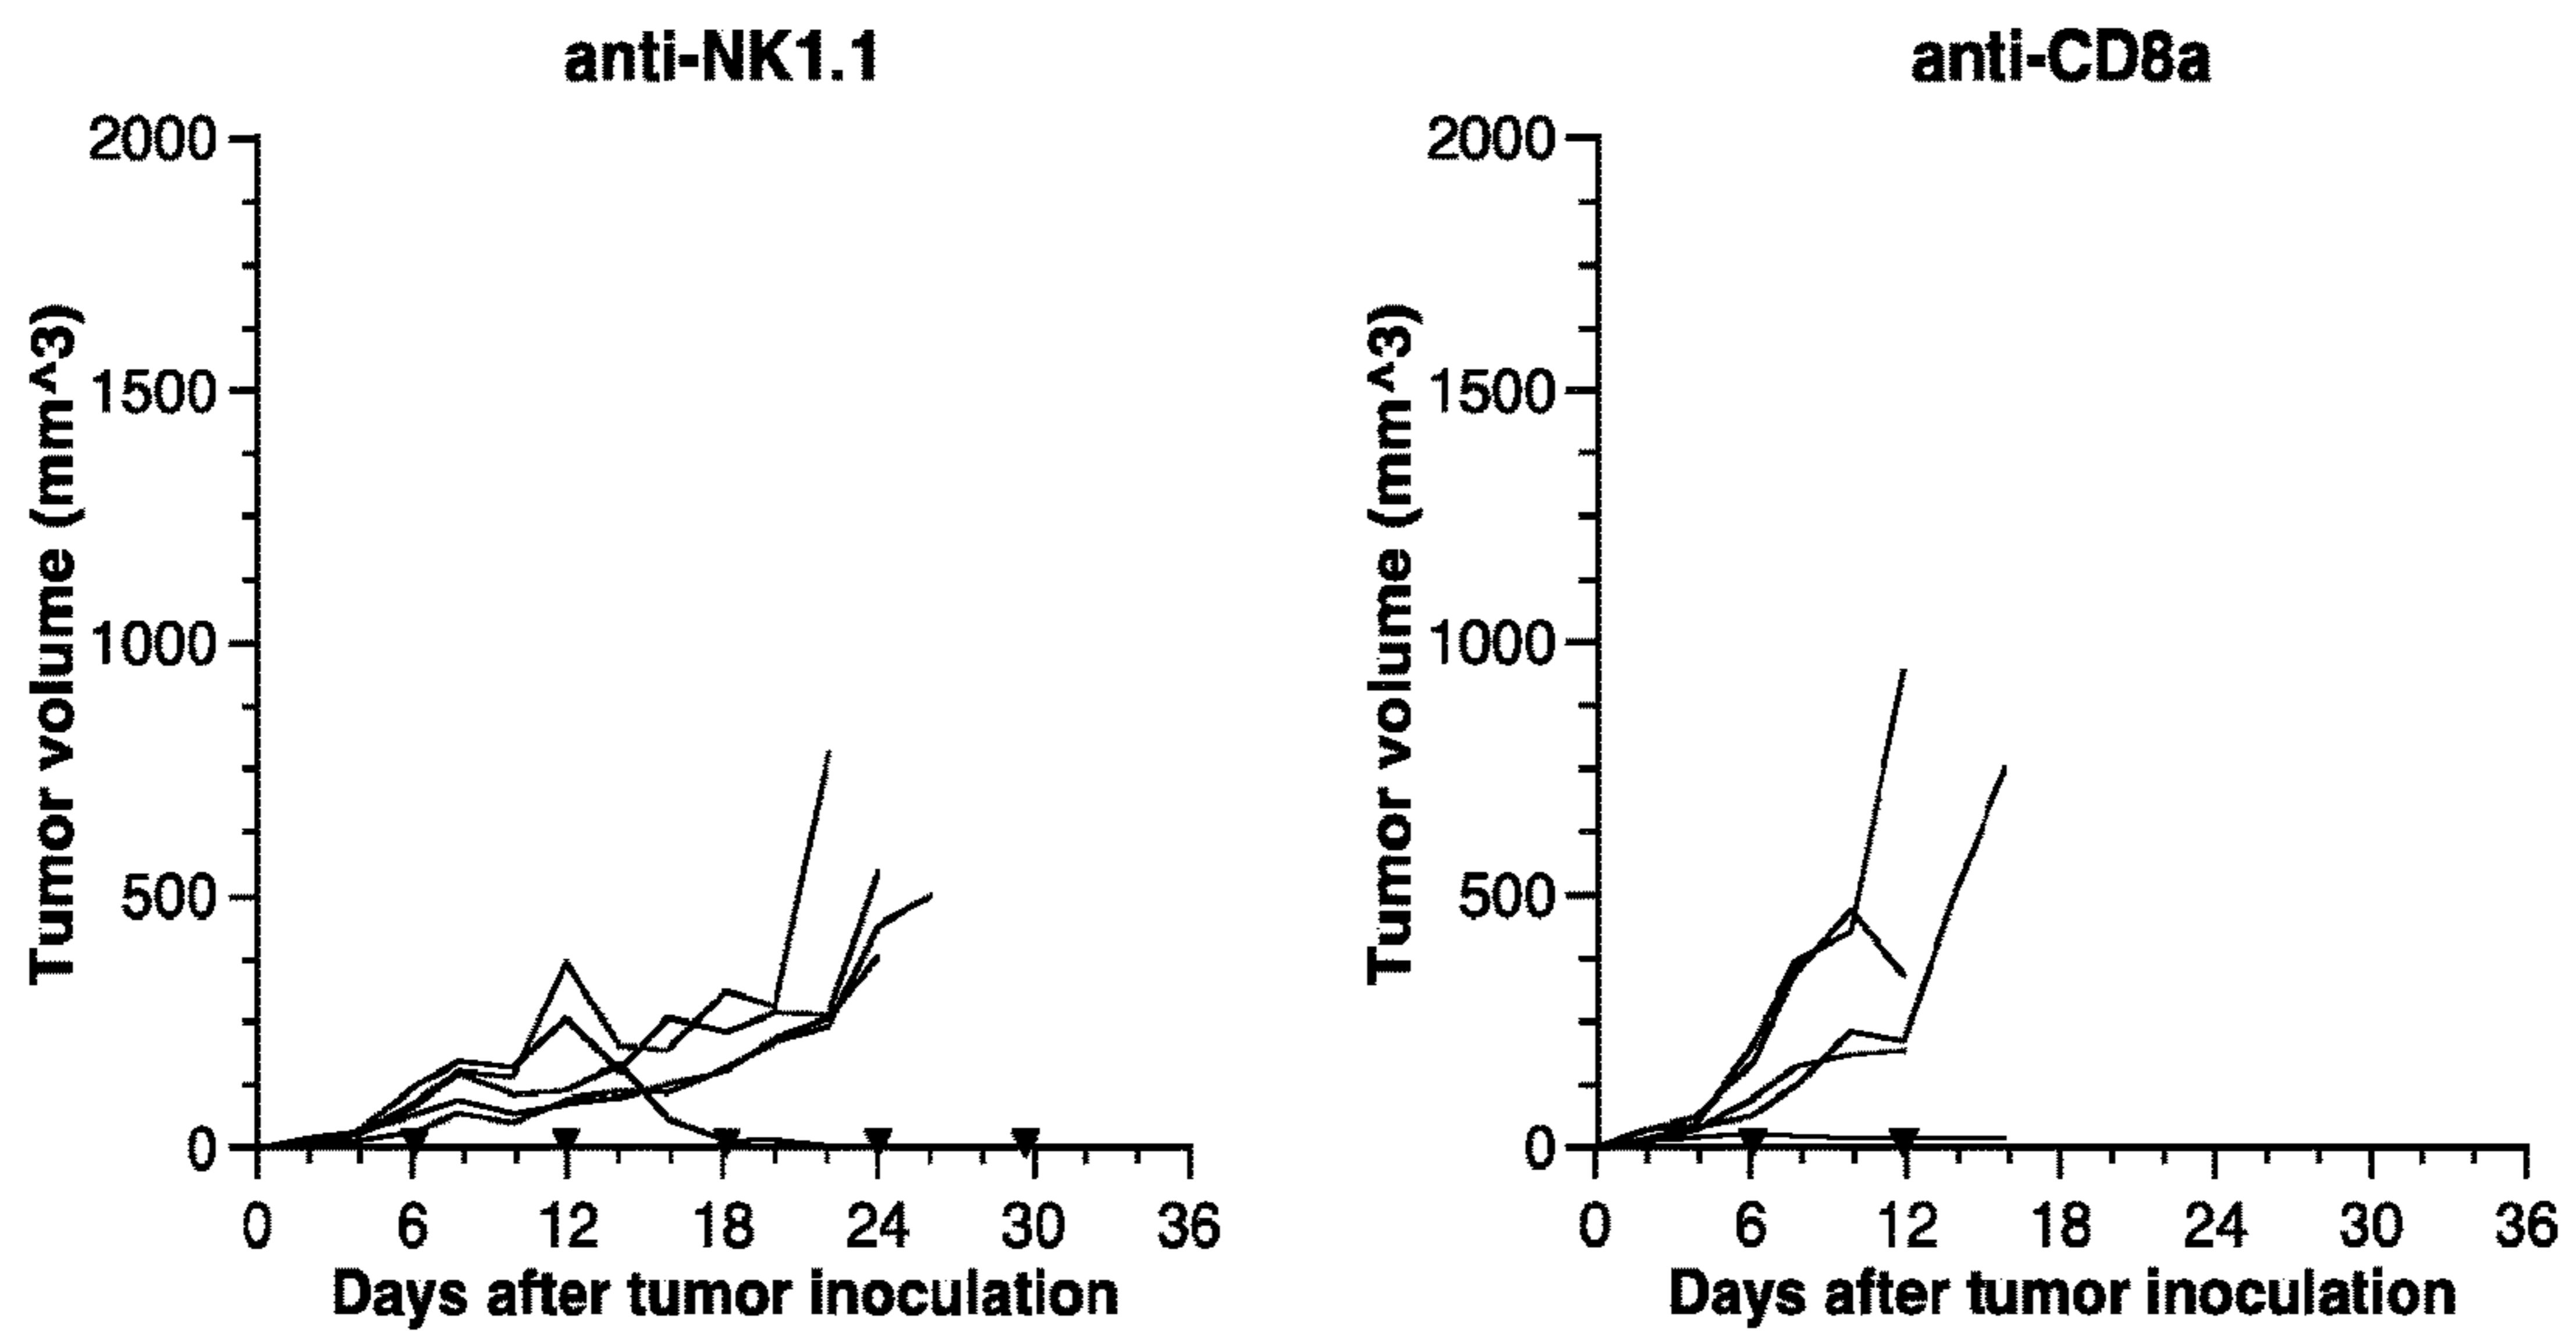 anti-NK1.1
Tumor volume (mm^3)
2000
1500
1000
500
0
0 6 12 18 24 30 36
Days after tumor inoculation
anti-CD8a
Tumor volume (mm^3)
2000
1500
1000
500
0
0 6 12 18 24 30 36
Days after tumor inoculation